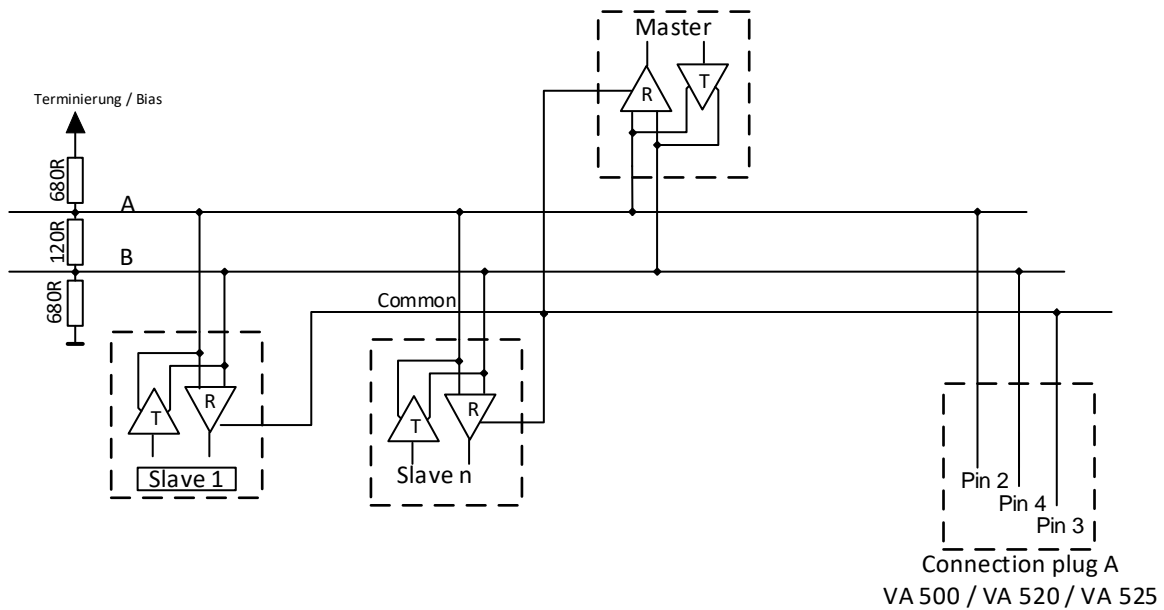 Master
R
T
Terminierung / Bias
680R
A
120R
B
680R
Common
T
R
Slave 1
T
R
Slave n
Pin 2
Pin 4
Pin 3
Connection plug A
VA 500 / VA 520 / VA 525